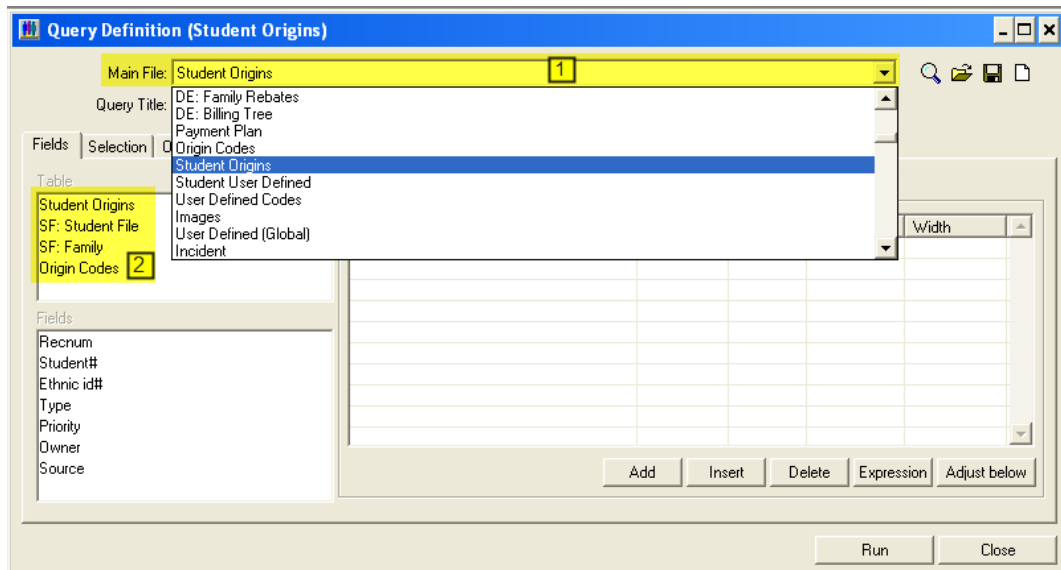 Query Definition (Student Origins)
Main File: Student Origins 1
Query Title:
DE: Family Rebates
DE: Billing Tree
Payment Plan
Origin Codes
Student Origins
Student User Defined
User Defined Codes
Images
User Defined (Global)
Incident
Fields Selection O
Table
Student Origins
SF: Student File
SF: Family
Origin Codes 2
Width
Fields
Recnum
Student#
Ethnic id#
Type
Priority
Owner
Source
Add Insert Delete Expression Adjust below
Run Close